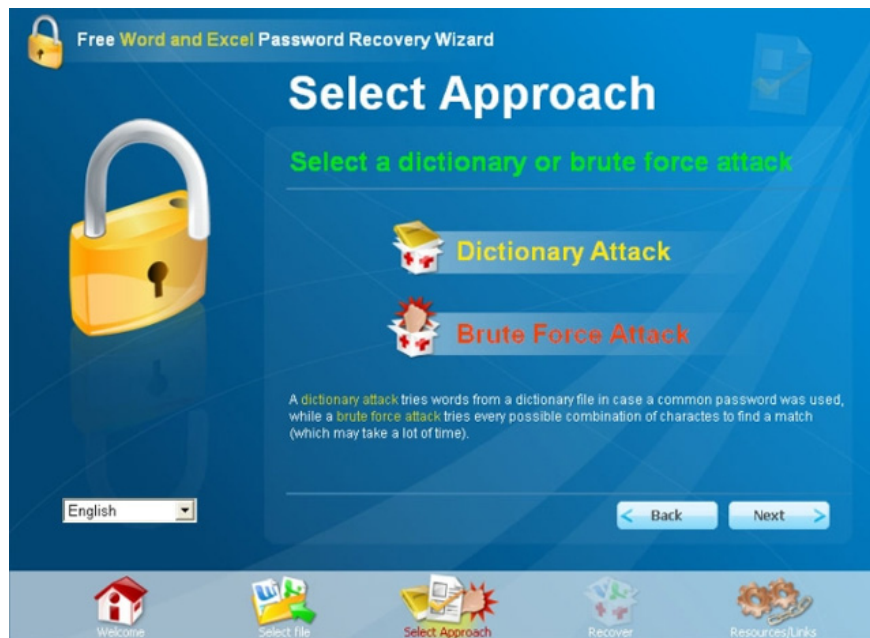 Free Word and Excel Password Recovery Wizard
Select Approach
Select a dictionary or brute force attack
Dictionary Attack
Brute Force Attack
A dictionary attack tries words from a dictionary file in case a common password was used,
while a brute force attack tries every possible combination of charactes to find a match
(which may take a lot of time).
English
< Back
Next >
Welcome
Select file
Select Approach
Recover
Resources/Links